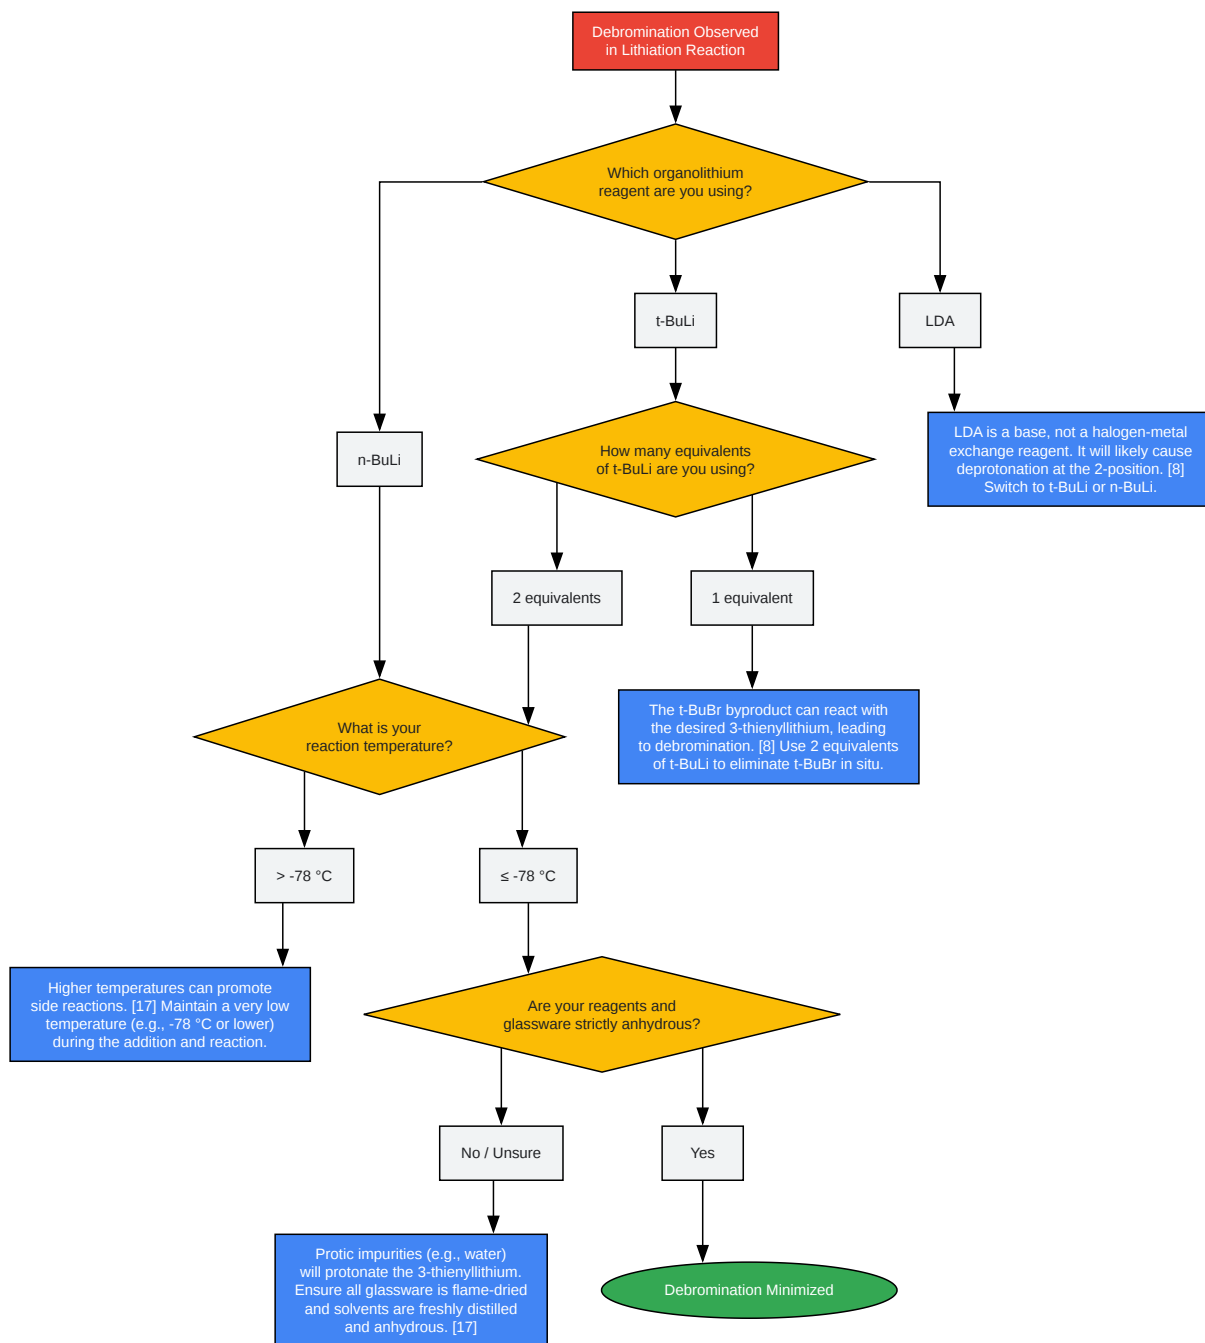 Debromination Observed
in Lithiation Reaction
Which organolithium
reagent are you using?
t-BuLi
LDA
n-BuLi
How many equivalents
of t-BuLi are you using?
LDA is a base, not a halogen-metal
exchange reagent. It will likely cause
deprotonation at the 2-position. [8]
Switch to t-BuLi or n-BuLi.
2 equivalents
1 equivalent
What is your
reaction temperature?
The t-BuBr byproduct can react with
the desired 3-thienyllithium, leading
to debromination. [8] Use 2 equivalents
of t-BuLi to eliminate t-BuBr in situ.
> -78 °C
≤ -78 °C
Higher temperatures can promote
side reactions. [17] Maintain a very low
temperature (e.g., -78 °C or lower)
during the addition and reaction.
Are your reagents and
glassware strictly anhydrous?
No / Unsure
Yes
Protic impurities (e.g., water)
will protonate the 3-thienyllithium.
Ensure all glassware is flame-dried
and solvents are freshly distilled
and anhydrous. [17]
Debromination Minimized